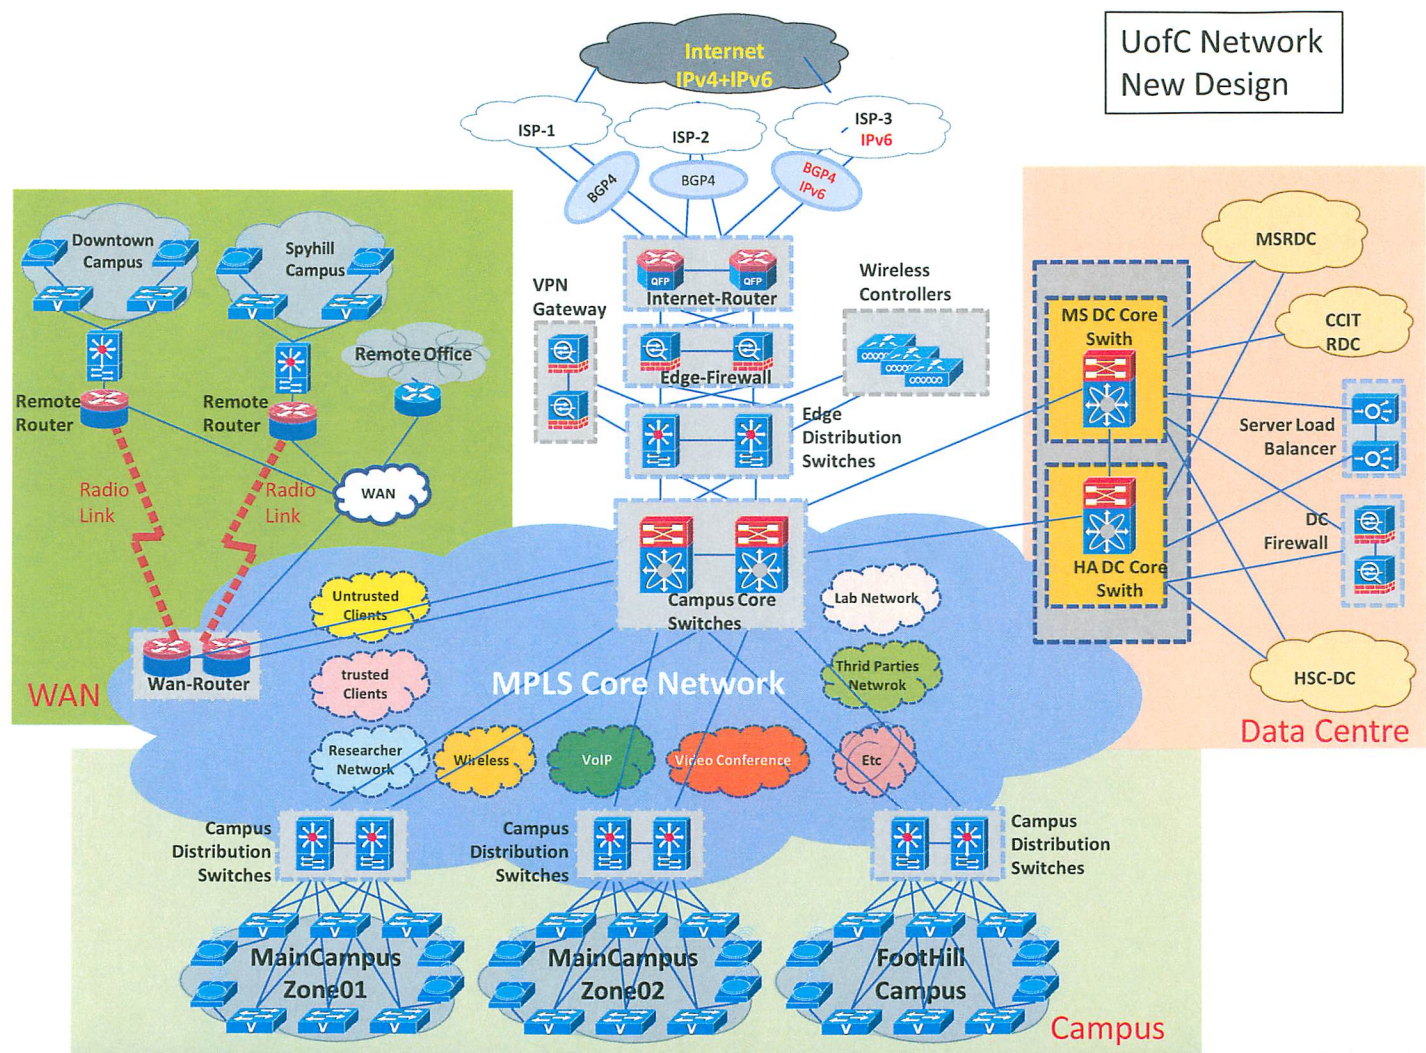 UofC Network
New Design
Internet
IPv4+IPv6
ISP-1
ISP-2
ISP-3
IPv6
BGP4
BGP4
BGP4
IPv6
Downtown
Campus
Spyhill
Campus
Remote Office
Remote
Router
Remote
Router
Radio
Link
Radio
Link
WAN
Wan-Router
WAN
VPN
Gateway
QFP
QFP
Internet-Router
Edge-Firewall
Wireless
Controllers
Edge
Distribution
Switches
Campus Core
Switches
MS DC Core
Swith
HA DC Core
Swith
MSRDC
CCIT
RDC
Server Load
Balancer
DC
Firewall
HSC-DC
Data Centre
Untrusted
Clients
trusted
Clients
Researcher
Network
Wireless
VoIP
Video Conference
Etc
Lab Network
Thrid Parties
Netwrok
MPLS Core Network
Campus
Distribution
Switches
Campus
Distribution
Switches
Campus
Distribution
Switches
MainCampus
Zone01
MainCampus
Zone02
FootHill
Campus
Campus
V
V
V
V
V
V
V
V
V
V
V
V
V